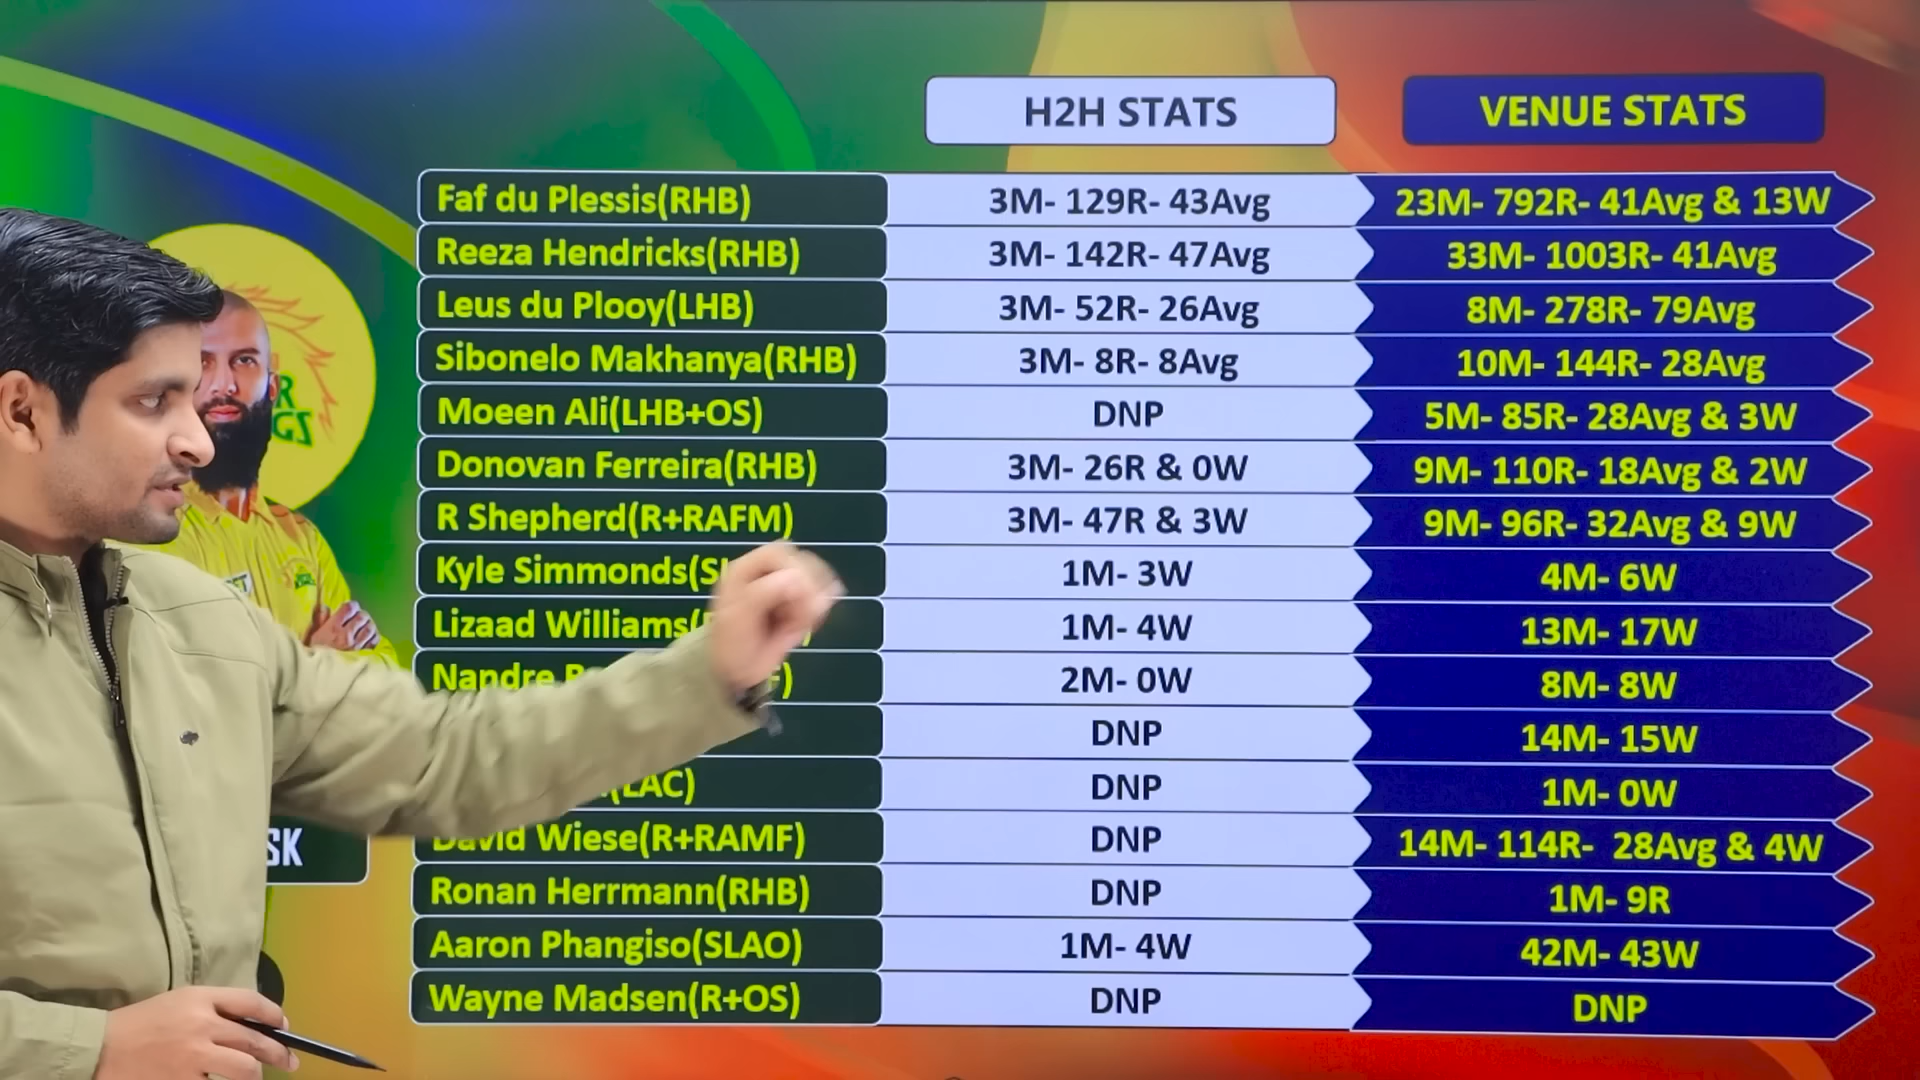 H2H STATS VENUE STATS
Faf du Plessis(RHB) 3M- 129R- 43Avg 23M- 792R- 41Avg & 13W
Reeza Hendricks(RHB) 3M- 142R- 47Avg 33M- 1003R- 41Avg
Leus du Plooy(LHB) 3M- 52R- 26Avg 8M- 278R- 79Avg
Sibonelo Makhanya(RHB) 3M- 8R- 8Avg 10M- 144R- 28Avg
Moeen Ali(LHB+OS) DNP 5M- 85R- 28Avg & 3W
Donovan Ferreira(RHB) 3M- 26R & 0W 9M- 110R- 18Avg & 2W
R Shepherd(R+RAFM) 3M- 47R & 3W 9M- 96R- 32Avg & 9W
Kyle Simmonds 1M- 3W 4M- 6W
Lizaad Williams 1M- 4W 13M- 17W
Nandre 2M- 0W 8M- 8W
DNP 14M- 15W
(LAC) DNP 1M- 0W
David Wiese(R+RAMF) DNP 14M- 114R- 28Avg & 4W
Ronan Herrmann(RHB) DNP 1M- 9R
Aaron Phangiso(SLAO) 1M- 4W 42M- 43W
Wayne Madsen(R+OS) DNP DNP
SK